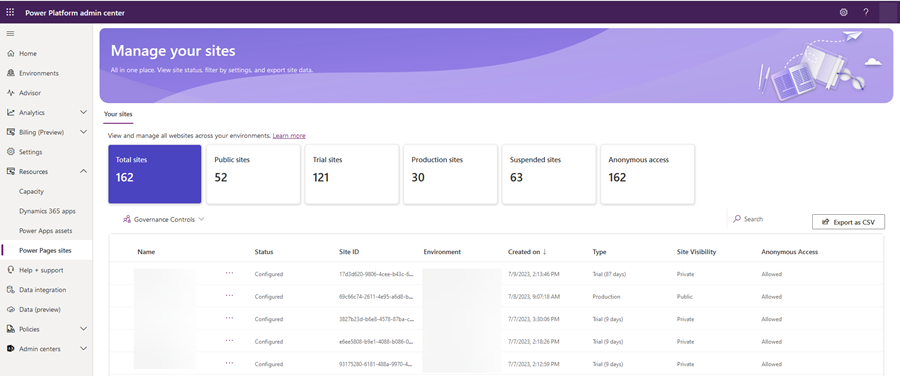 Power Platform admin center
?
Home
Environments
Advisor
Analytics
Billing (Preview)
Settings
Resources
Capacity
Dynamics 365 apps
Power Apps assets
Power Pages sites
Help + support
Data integration
Data (preview)
Policies
Admin centers
Manage your sites
All in one place. View site status, filter by settings, and export site data.
Your sites
View and manage all websites across your environments. Learn more
Total sites
162
Public sites
52
Trial sites
121
Production sites
30
Suspended sites
63
Anonymous access
162
Governance Controls
Search
Export as CSV
Name Status Site ID Environment Created on ↓ Type Site Visibility Anonymous Access
... Configured 17d3d620-9806-4cee-b43c-6... 7/9/2023, 2:13:46 PM Trial (87 days) Private Allowed
... Configured 69c66c74-2611-4e95-a6d8-b... 7/8/2023, 9:07:18 AM Production Public Allowed
... Configured 3827b23d-b6e8-4578-87ba-c... 7/7/2023, 3:30:06 PM Trial (9 days) Private Allowed
... Configured e6ee5808-b9e1-4088-b086-0... 7/7/2023, 2:18:26 PM Trial (9 days) Private Allowed
... Configured 93175280-6181-488a-9970-4... 7/7/2023, 2:12:59 PM Trial (9 days) Private Allowed